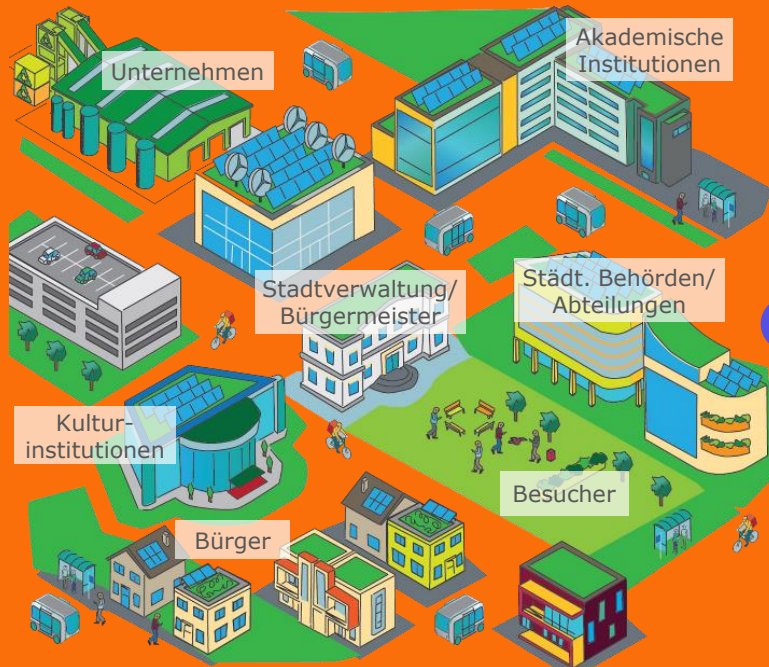 Unternehmen
Akademische
Institutionen
Stadtverwaltung/
Bürgermeister
Städt. Behörden/
Abteilungen
Kultur-
institutionen
Besucher
Bürger